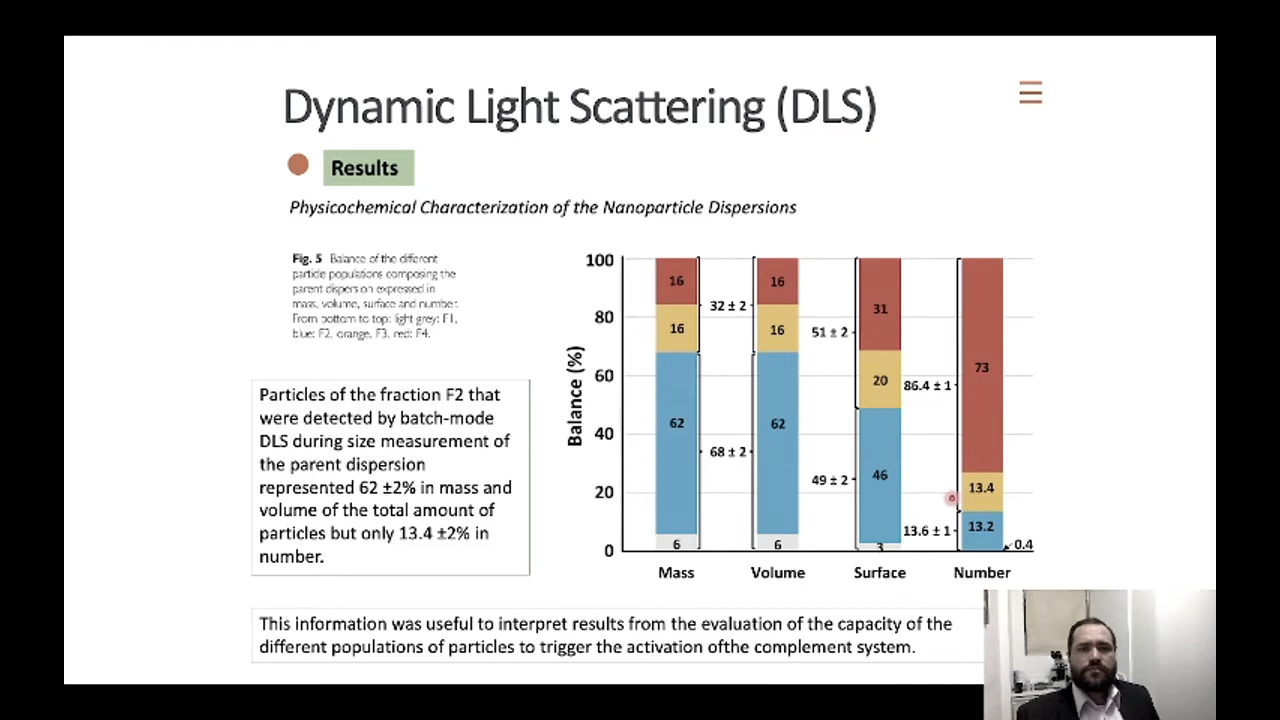 Dynamic Light Scattering (DLS)
Results
Physicochemical Characterization of the Nanoparticle Dispersions
Fig. 5 Balance of the different
particle populations composing the
parent dispersion expressed in
mass, volume, surface and number.
From bottom to top: light grey: F1,
blue: F2, orange, F3, red: F4.
Particles of the fraction F2 that
were detected by batch-mode
DLS during size measurement of
the parent dispersion
represented 62 ±2% in mass and
volume of the total amount of
particles but only 13.4 ±2% in
number.
Balance (%)
100
80
60
40
20
0
16
16
62
6
32 ± 2
68 ± 2
16
16
62
6
51 ± 2
49 ± 2
31
20
46
3
86.4 ± 1
13.6 ± 1
73
13.4
13.2
0.4
Mass Volume Surface Number
This information was useful to interpret results from the evaluation of the capacity of the
different populations of particles to trigger the activation ofthe complement system.